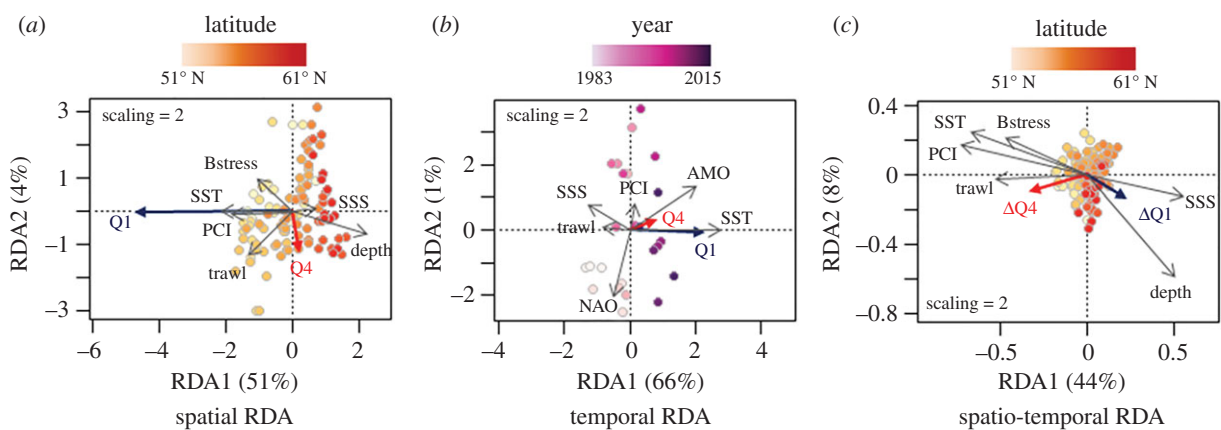 (a)
latitude
51° N
61° N
scaling = 2
3
1
–1
–3
RDA2 (4%)
Bstress
SST
SSS
Q1
PCI
depth
trawl
Q4
–6
–4
–2
0
2
RDA1 (51%)
spatial RDA
(b)
year
1983
2015
scaling = 2
2
0
–2
RDA2 (1%)
AMO
PCI
SSS
Q4
SST
trawl
Q1
NAO
–4
–2
0
2
4
RDA1 (66%)
temporal RDA
(c)
latitude
51° N
61° N
0.4
0
–0.4
–0.8
RDA2 (8%)
SST
Bstress
PCI
trawl
ΔQ4
ΔQ1
SSS
depth
scaling = 2
–0.5
0
0.5
RDA1 (44%)
spatio-temporal RDA